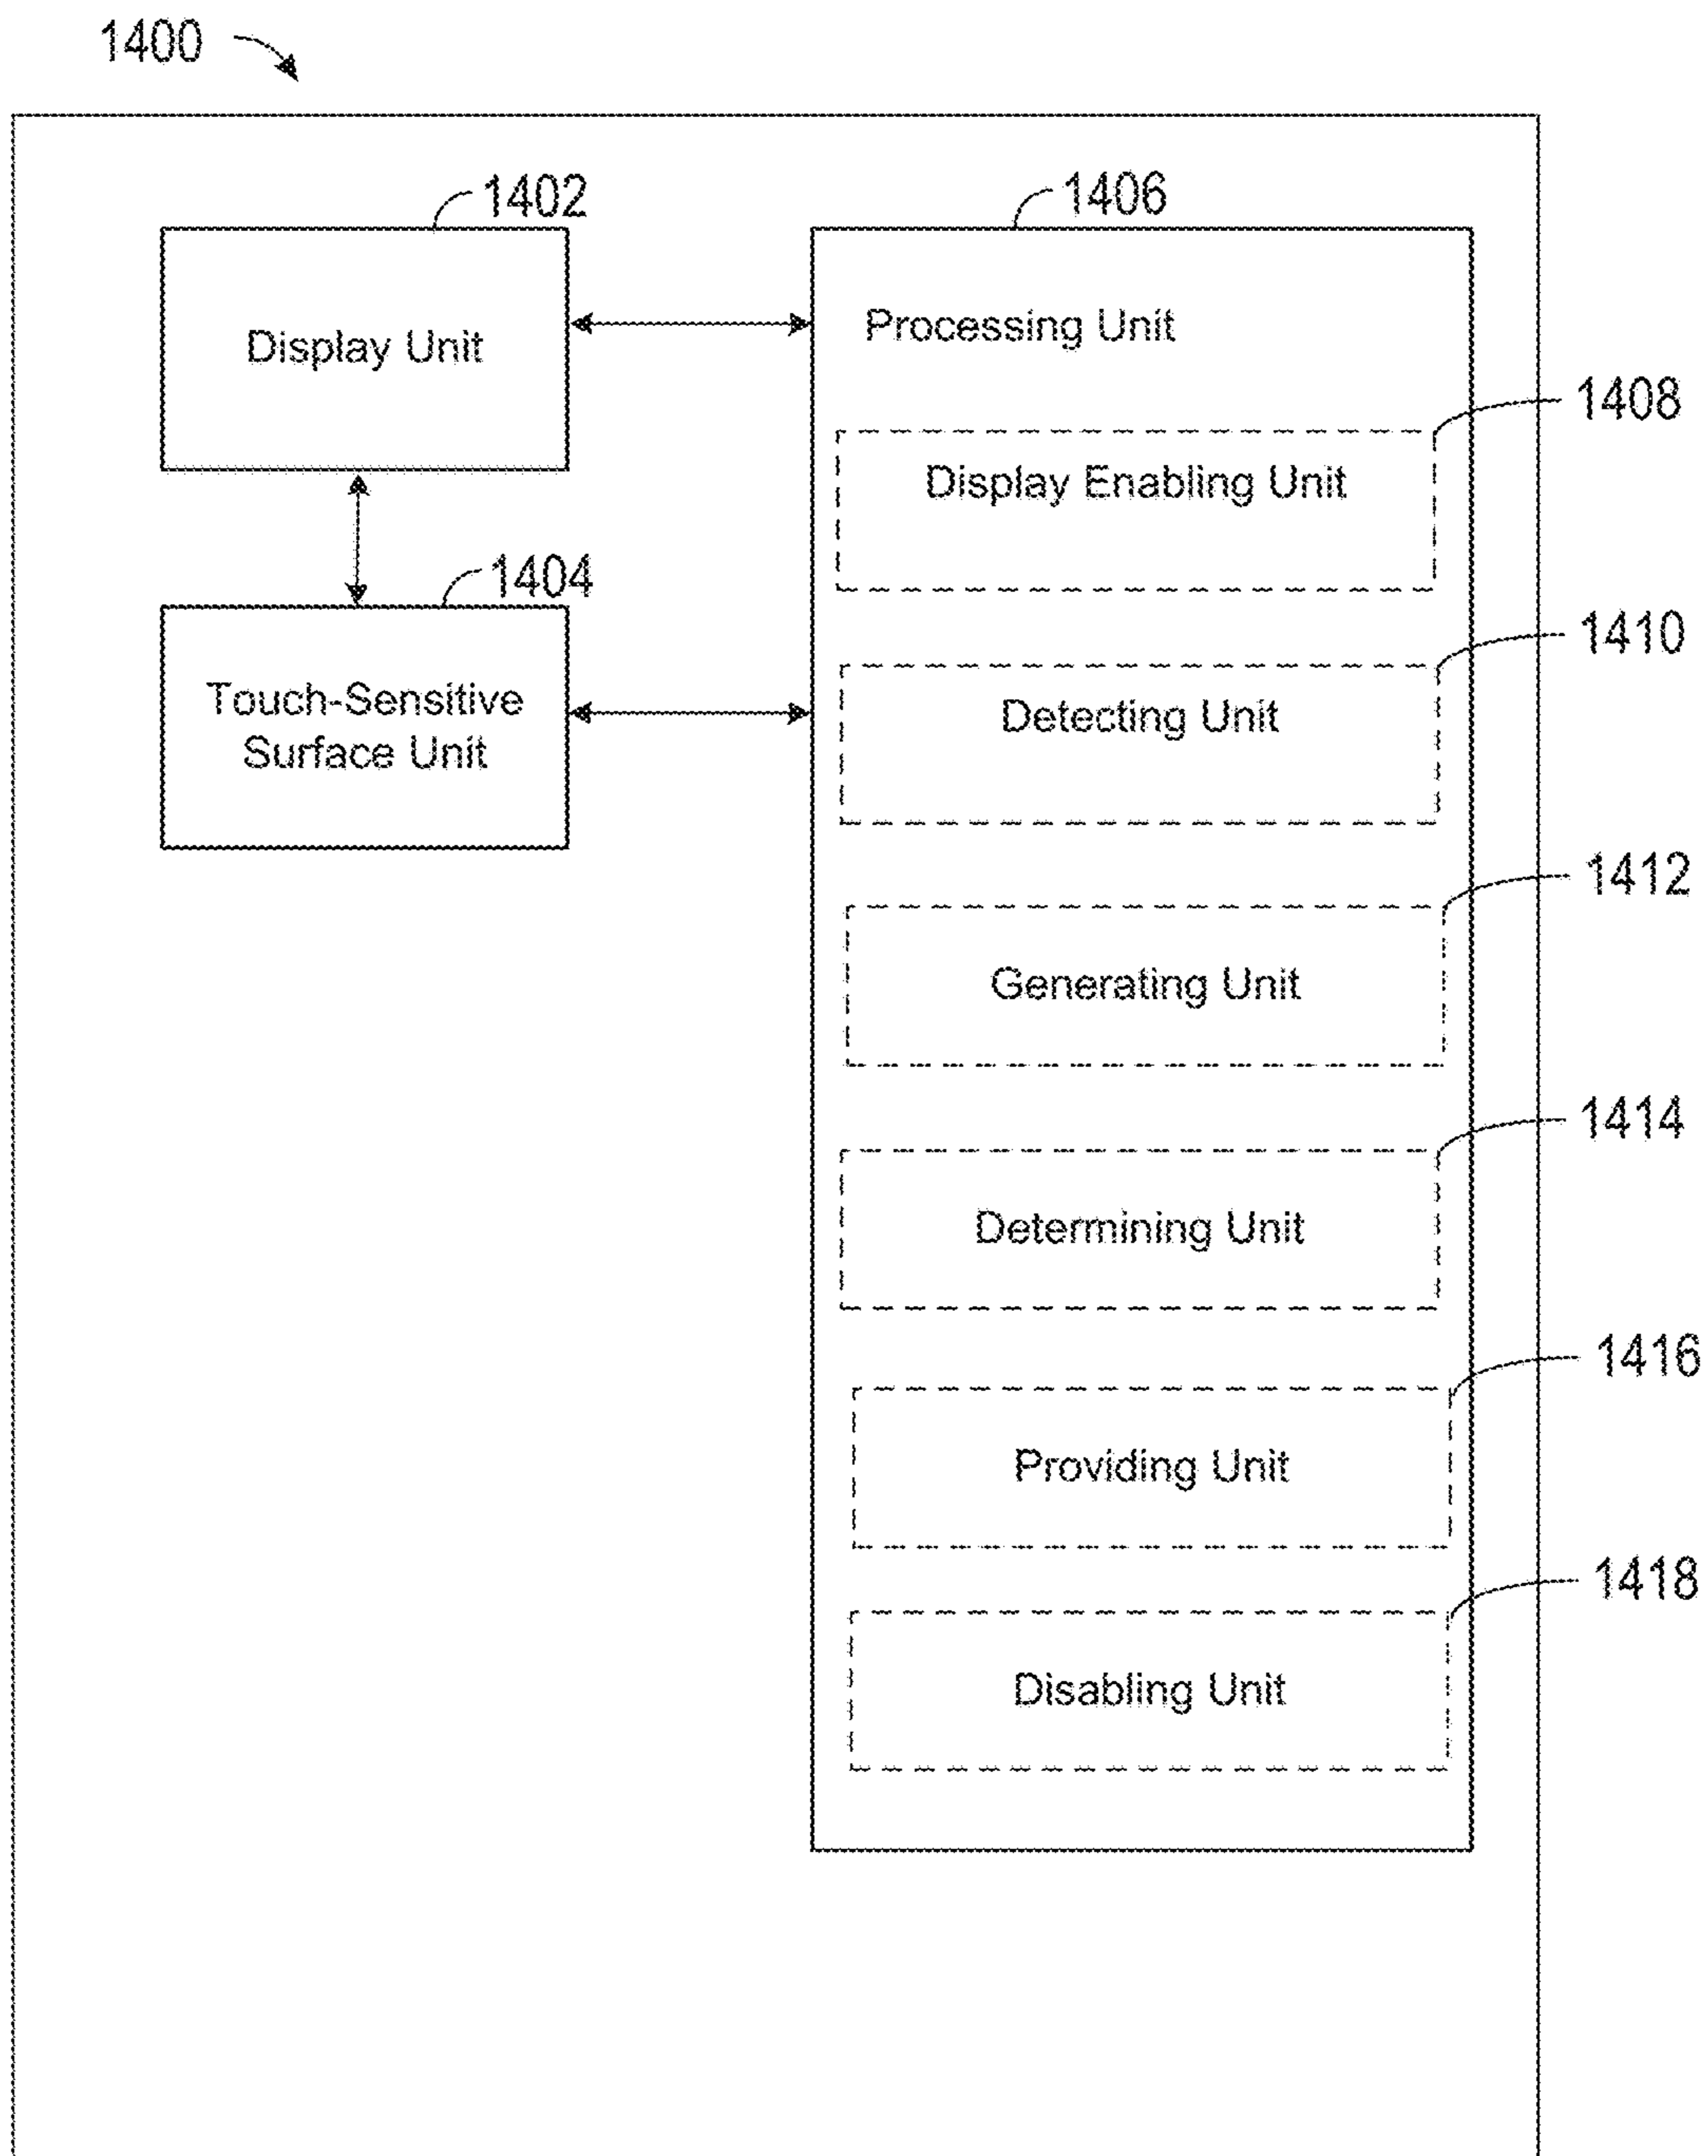 1400
1402
1406
Display Unit
Processing Unit
1408
Display Enabling Unit
1404
Touch-Sensitive
Surface Unit
1410
Detecting Unit
1412
Generating Unit
1414
Determining Unit
1416
Providing Unit
1418
Disabling Unit